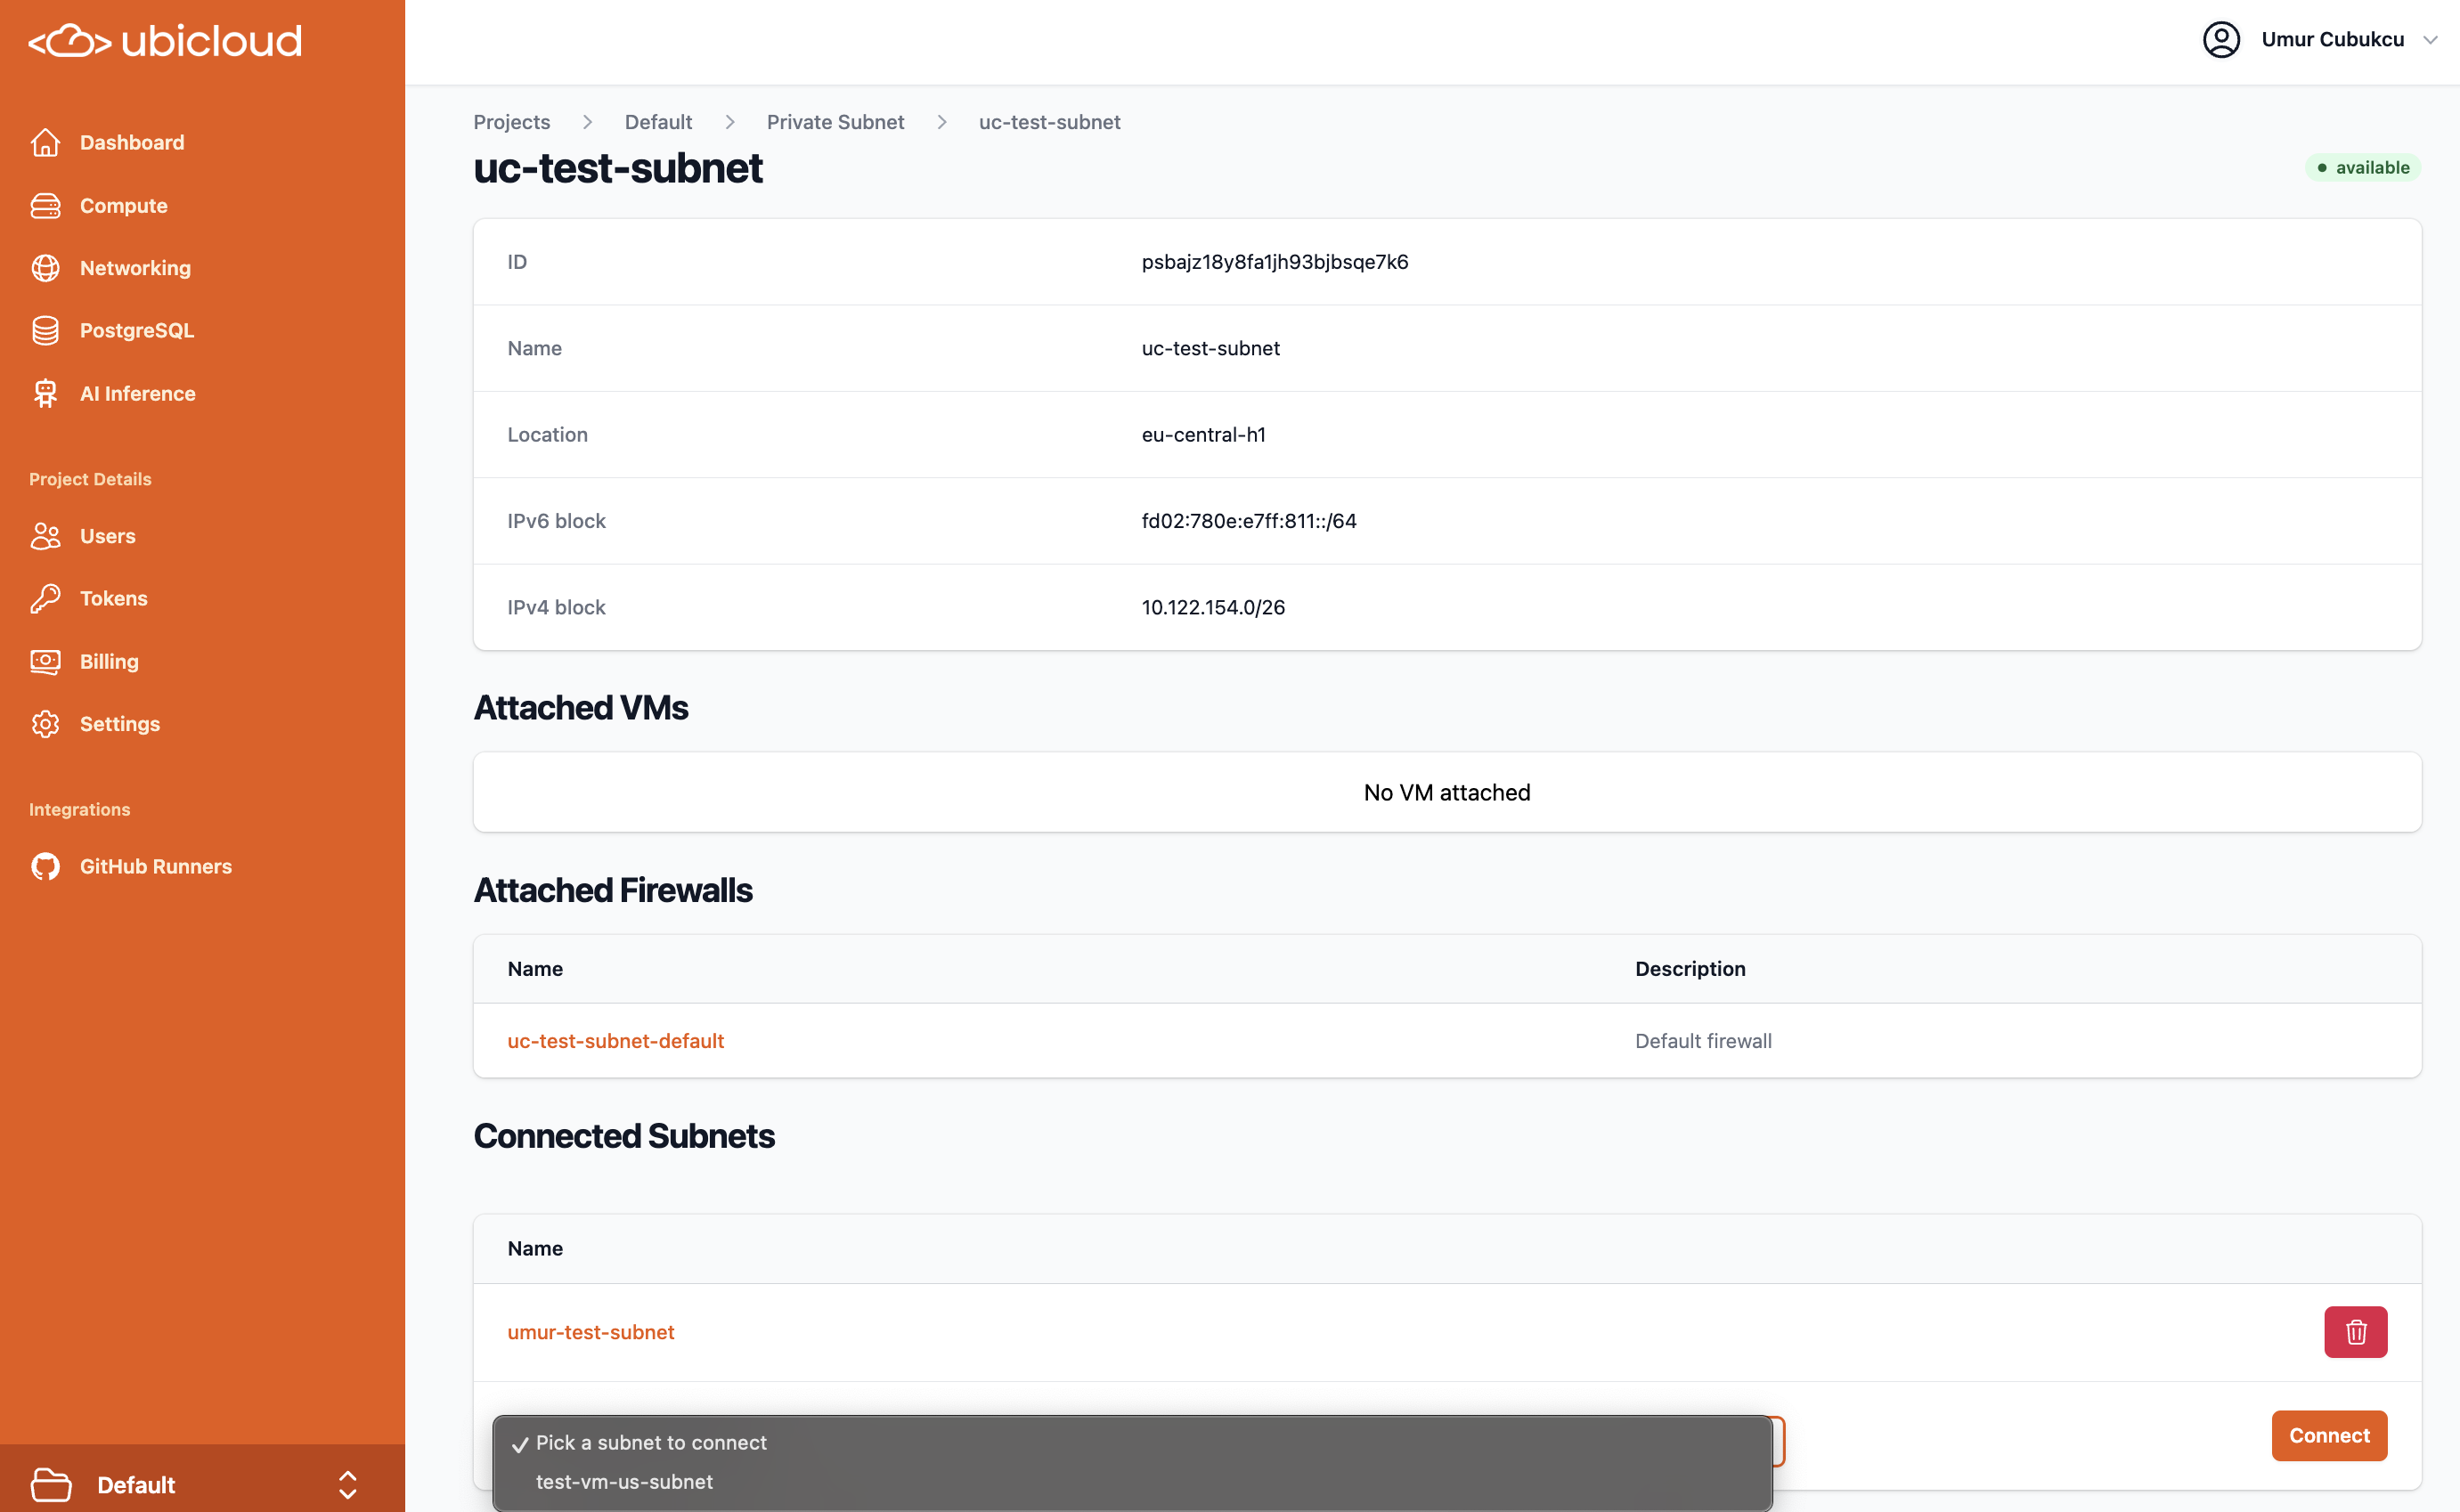 ubicloud
Umur Cubukcu
Dashboard
Compute
Networking
PostgreSQL
AI Inference
Project Details
Users
Tokens
Billing
Settings
Integrations
GitHub Runners
Default
Projects > Default > Private Subnet > uc-test-subnet
uc-test-subnet
available
ID psbajz18y8fa1jh93bjbsqe7k6
Name uc-test-subnet
Location eu-central-h1
IPv6 block fd02:780e:e7ff:811::/64
IPv4 block 10.122.154.0/26
Attached VMs
No VM attached
Attached Firewalls
Name Description
uc-test-subnet-default Default firewall
Connected Subnets
Name
umur-test-subnet
✓ Pick a subnet to connect
test-vm-us-subnet
Connect